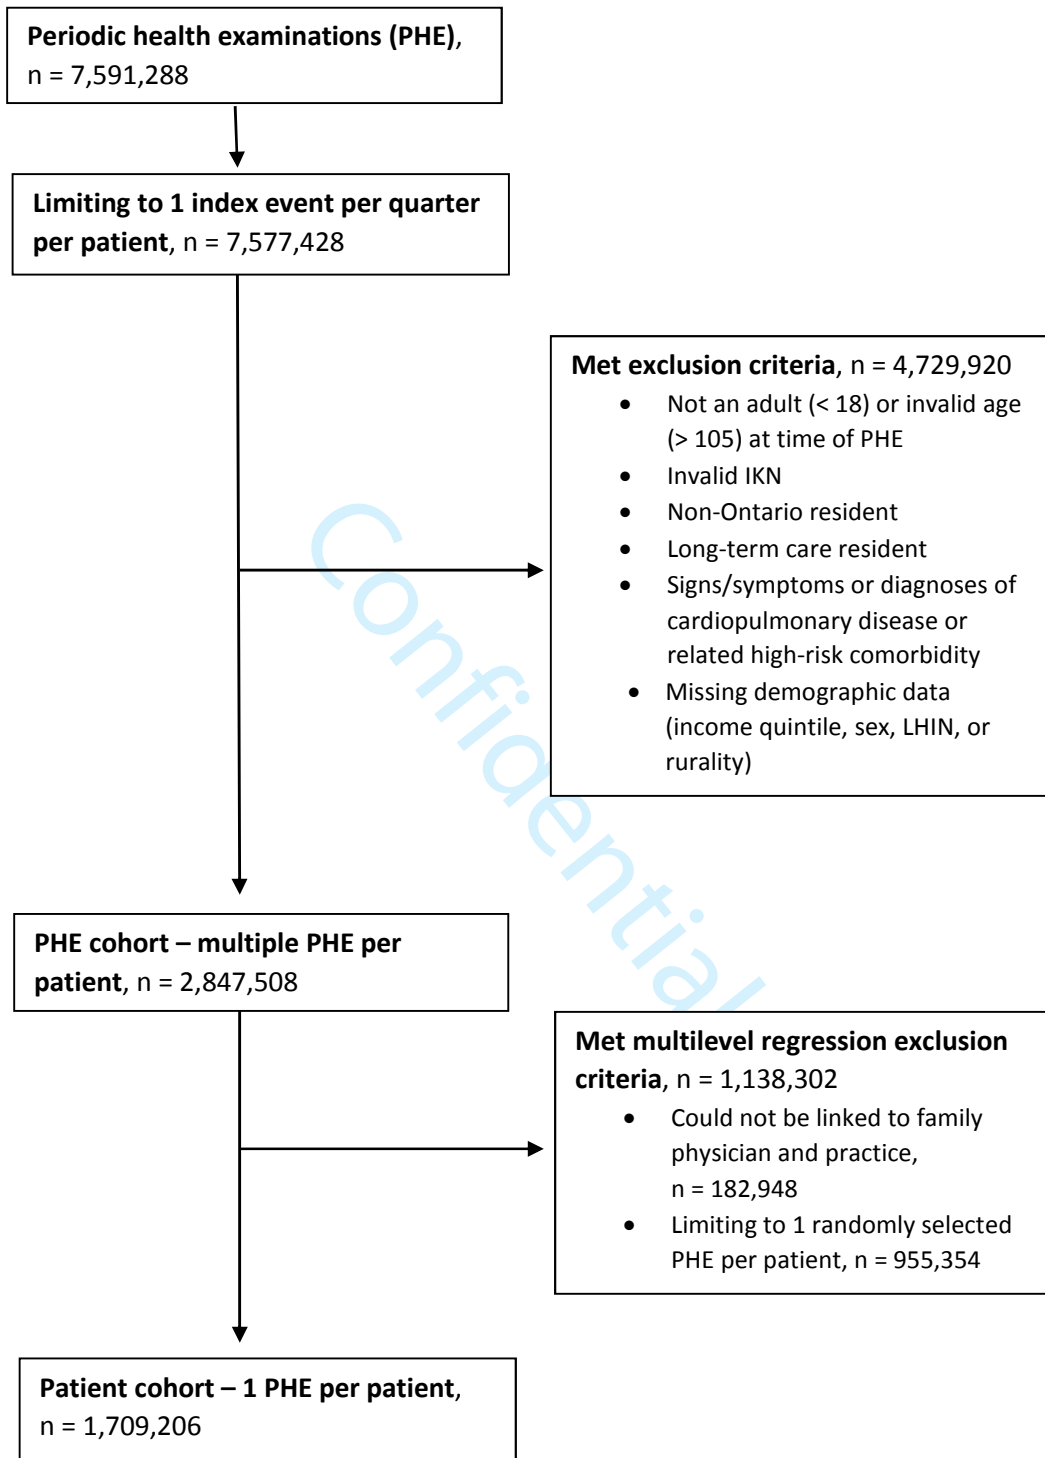 Periodic health examinations (PHE),
n = 7,591,288
Limiting to 1 index event per quarter
per patient, n = 7,577,428
Met exclusion criteria, n = 4,729,920
• Not an adult (< 18) or invalid age
(> 105) at time of PHE
• Invalid IKN
• Non-Ontario resident
• Long-term care resident
• Signs/symptoms or diagnoses of
cardiopulmonary disease or
related high-risk comorbidity
• Missing demographic data
(income quintile, sex, LHIN, or
rurality)
Confidential
PHE cohort – multiple PHE per
patient, n = 2,847,508
Met multilevel regression exclusion
criteria, n = 1,138,302
• Could not be linked to family
physician and practice,
n = 182,948
• Limiting to 1 randomly selected
PHE per patient, n = 955,354
Patient cohort – 1 PHE per patient,
n = 1,709,206